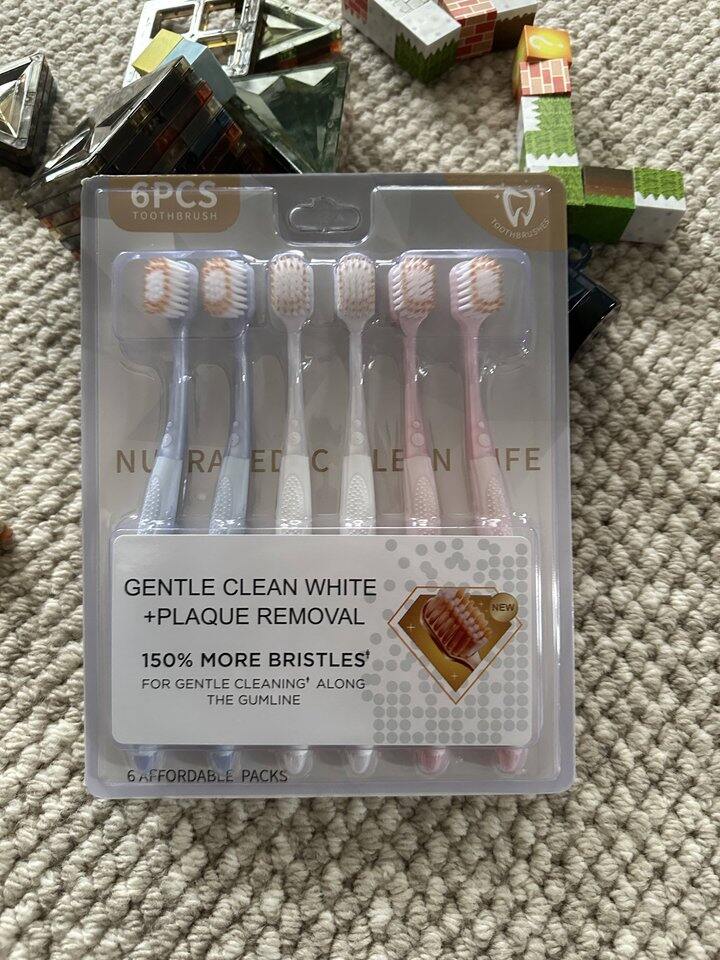 6PCS
TOOTHBRUSH
TOOTHBRUSHES
GENTLE CLEAN WHITE
+PLAQUE REMOVAL
NEW
150% MORE BRISTLES†
FOR GENTLE CLEANING† ALONG
THE GUMLINE
6 AFFORDABLE PACKS